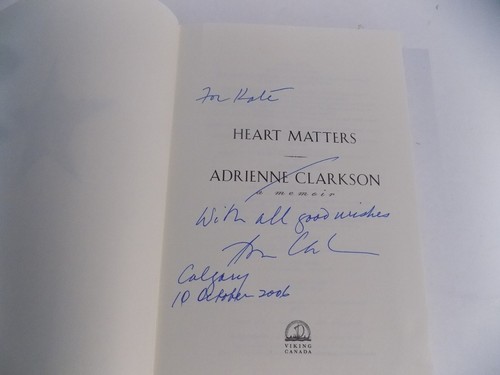 For Kate
HEART MATTERS
ADRIENNE CLARKSON
a memoir
With all good wishes
Calgary
10 October 2006
VIKING
CANADA